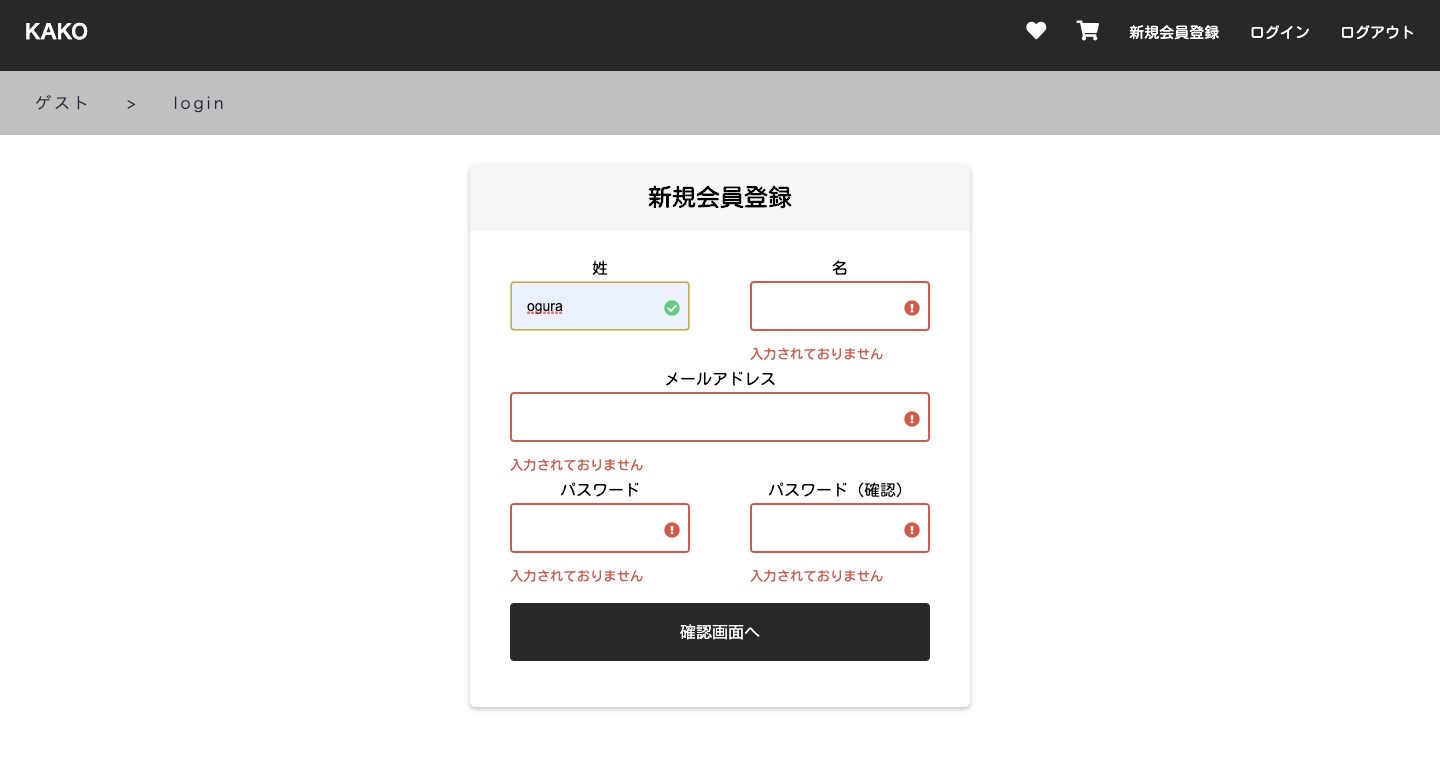 KAKO
新規会員登録 ログイン ログアウト
ゲスト > login
新規会員登録
姓 名
ogura
入力されておりません
メールアドレス
入力されておりません
パスワード パスワード（確認）
入力されておりません 入力されておりません
確認画面へ